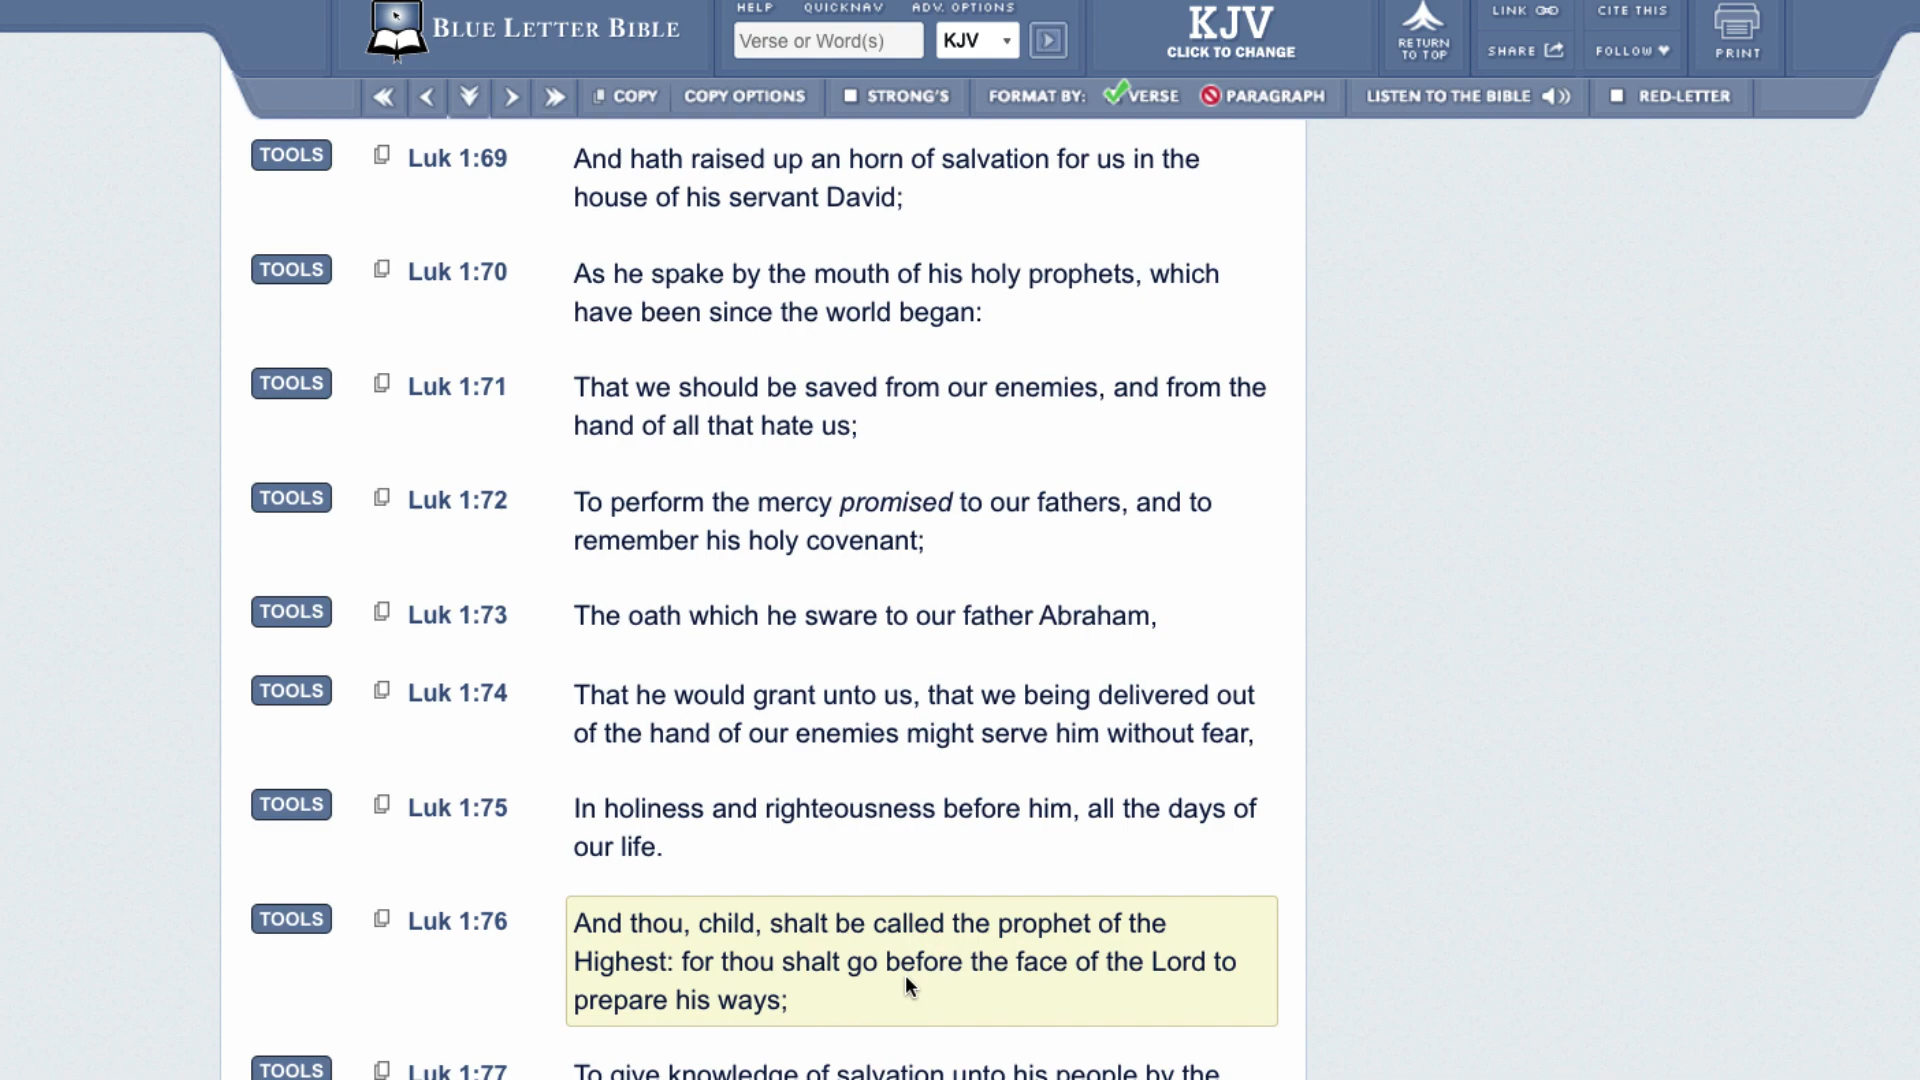 HELP QUICKNAV ADV. OPTIONS
BLUE LETTER BIBLE
Verse or Word(s)
KJV
KJV
CLICK TO CHANGE
RETURN
TO TOP
LINK
SHARE
CITE THIS
FOLLOW
PRINT
COPY COPY OPTIONS STRONG'S FORMAT BY: VERSE PARAGRAPH LISTEN TO THE BIBLE RED-LETTER
TOOLS Luk 1:69 And hath raised up an horn of salvation for us in the
house of his servant David;
TOOLS Luk 1:70 As he spake by the mouth of his holy prophets, which
have been since the world began:
TOOLS Luk 1:71 That we should be saved from our enemies, and from the
hand of all that hate us;
TOOLS Luk 1:72 To perform the mercy promised to our fathers, and to
remember his holy covenant;
TOOLS Luk 1:73 The oath which he sware to our father Abraham,
TOOLS Luk 1:74 That he would grant unto us, that we being delivered out
of the hand of our enemies might serve him without fear,
TOOLS Luk 1:75 In holiness and righteousness before him, all the days of
our life.
TOOLS Luk 1:76 And thou, child, shalt be called the prophet of the
Highest: for thou shalt go before the face of the Lord to
prepare his ways;
TOOLS Luk 1:77 To give knowledge of salvation unto his people by the